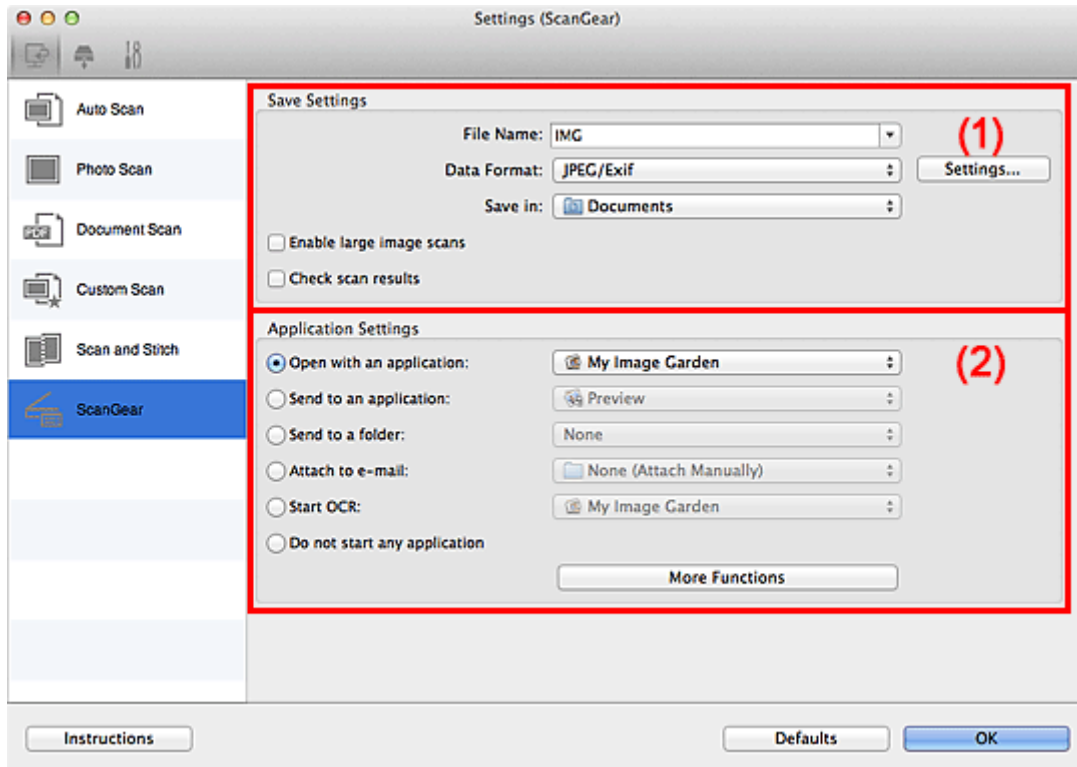 Settings (ScanGear)
Auto Scan
Photo Scan
Document Scan
Custom Scan
Scan and Stitch
ScanGear
Save Settings
(1)
File Name: IMG
Data Format: JPEG/Exif Settings...
Save in: Documents
Enable large image scans
Check scan results
Application Settings
(2)
Open with an application: My Image Garden
Send to an application: Preview
Send to a folder: None
Attach to e-mail: None (Attach Manually)
Start OCR: My Image Garden
Do not start any application
More Functions
Instructions Defaults OK